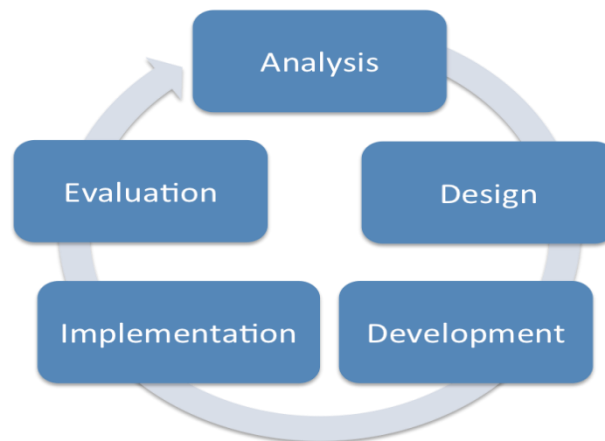 Analysis
Design
Development
Implementation
Evaluation